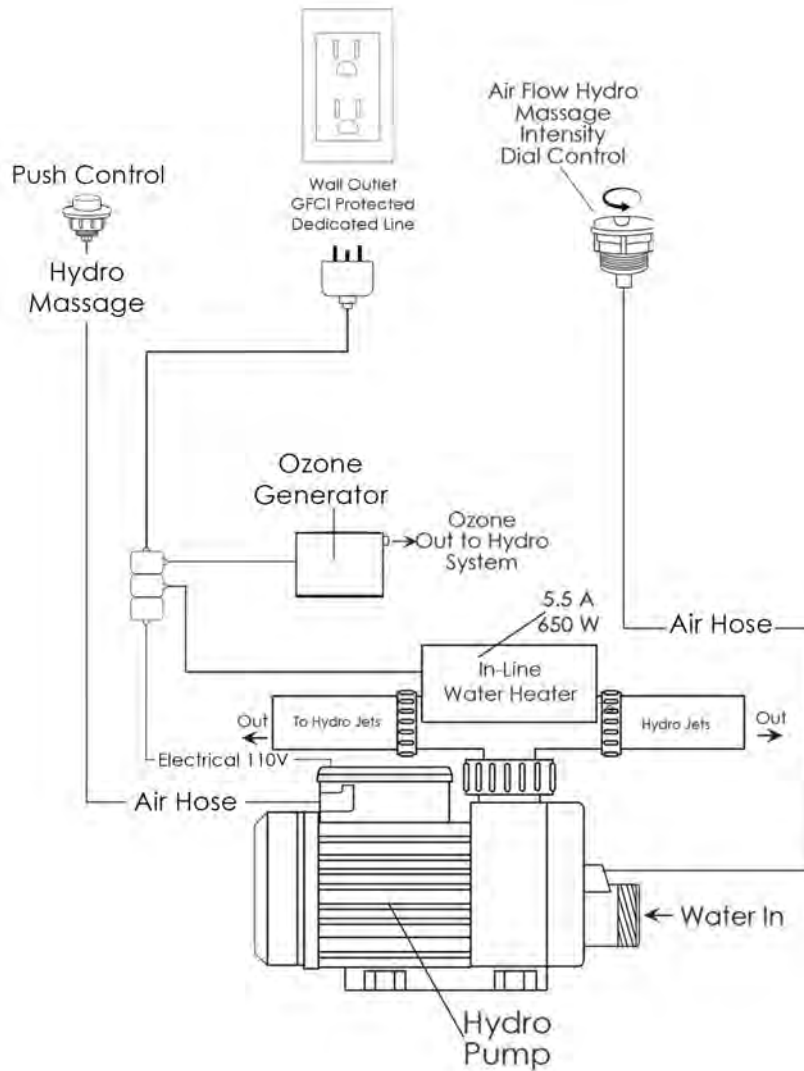 Air Flow Hydro
Massage
Intensity
Dial Control
Push Control
Wall Outlet
GFCI Protected
Dedicated Line
Hydro
Massage
Ozone
Generator
Ozone
Out to Hydro
System
5.5 A
650 W
Air Hose
In-Line
Water Heater
Out
To Hydro Jets
Hydro Jets
Out
Electrical 110V
Air Hose
Water In
Hydro
Pump